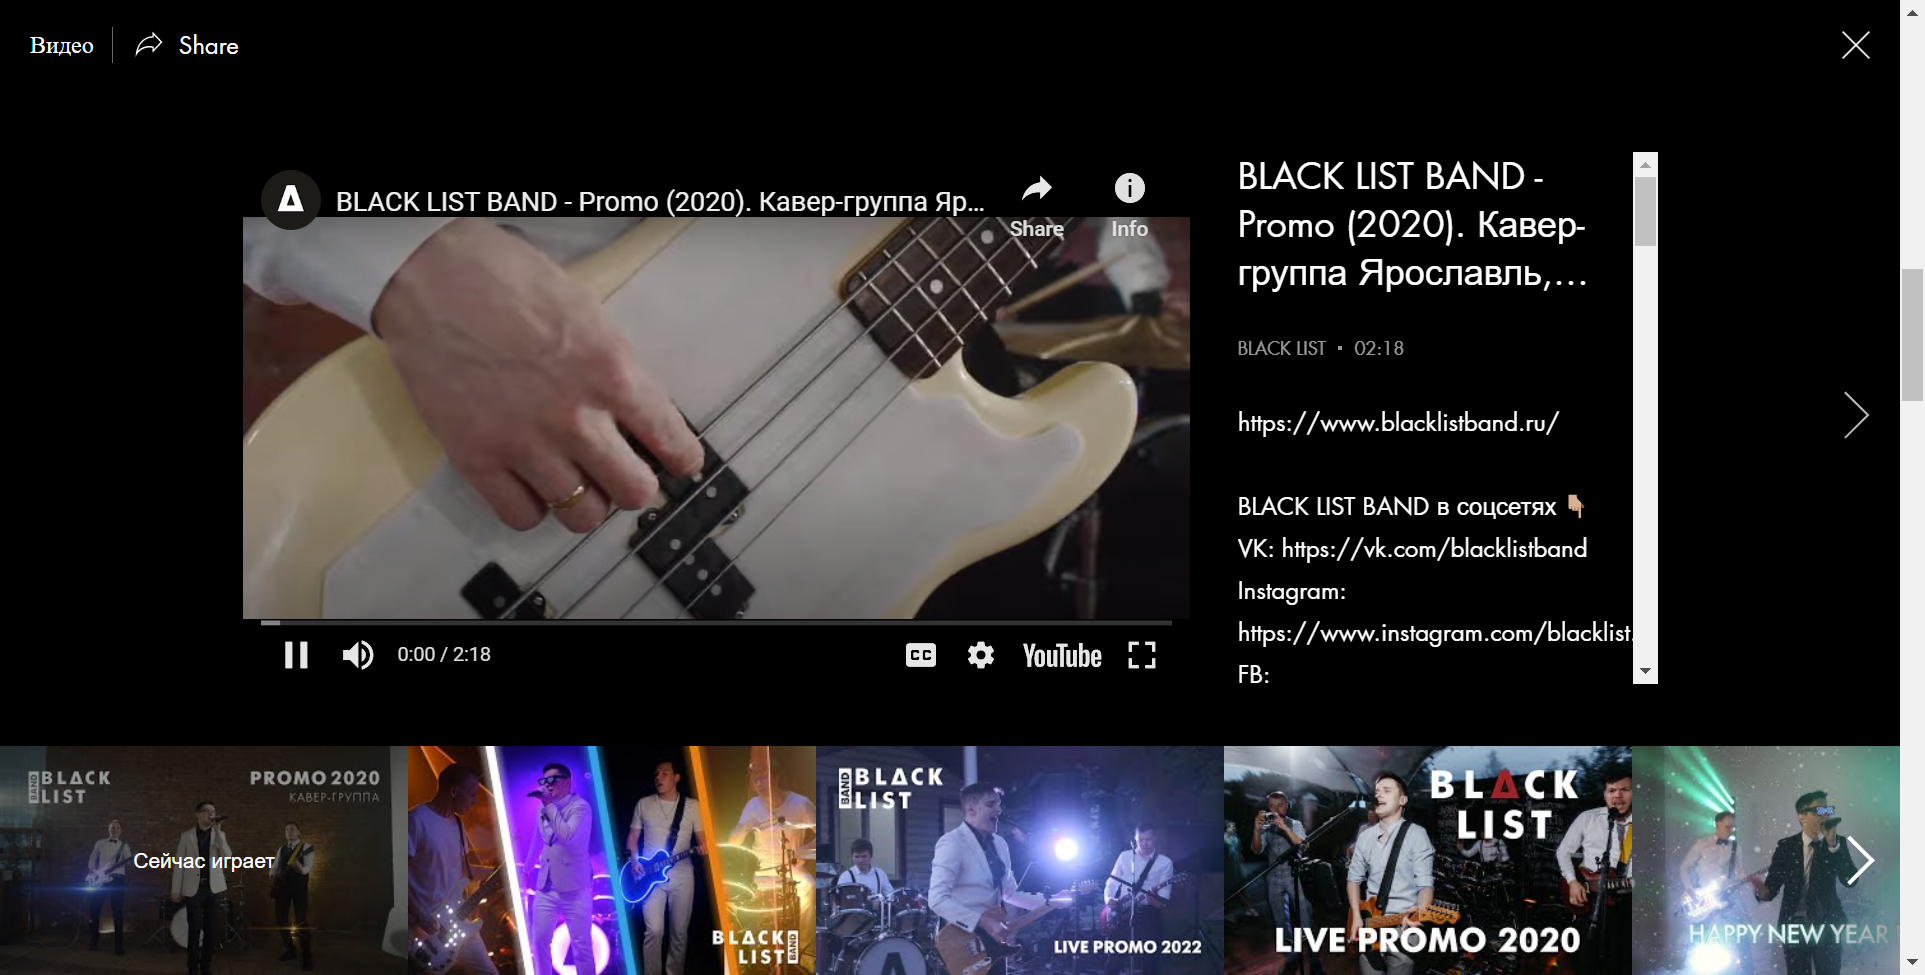 Видео
Share
BLACK LIST BAND - Promo (2020). Кавер-группа Яр...
Share
Info
0:00 / 2:18
CC
YouTube
BLACK LIST BAND -
Promo (2020). Кавер-
группа Ярославль,...
BLACK LIST • 02:18
https://www.blacklistband.ru/
BLACK LIST BAND в соцсетях 👇🏼
VK: https://vk.com/blacklistband
Instagram:
https://www.instagram.com/blacklist.
FB:
BLACK
LIST
BAND
PROMO 2020
КАВЕР-ГРУППА
Сейчас играет
BLACK
LIST
BAND
BAND
BLACK
LIST
LIVE PROMO 2022
BLACK
LIST
LIVE PROMO 2020
HAPPY NEW YEAR